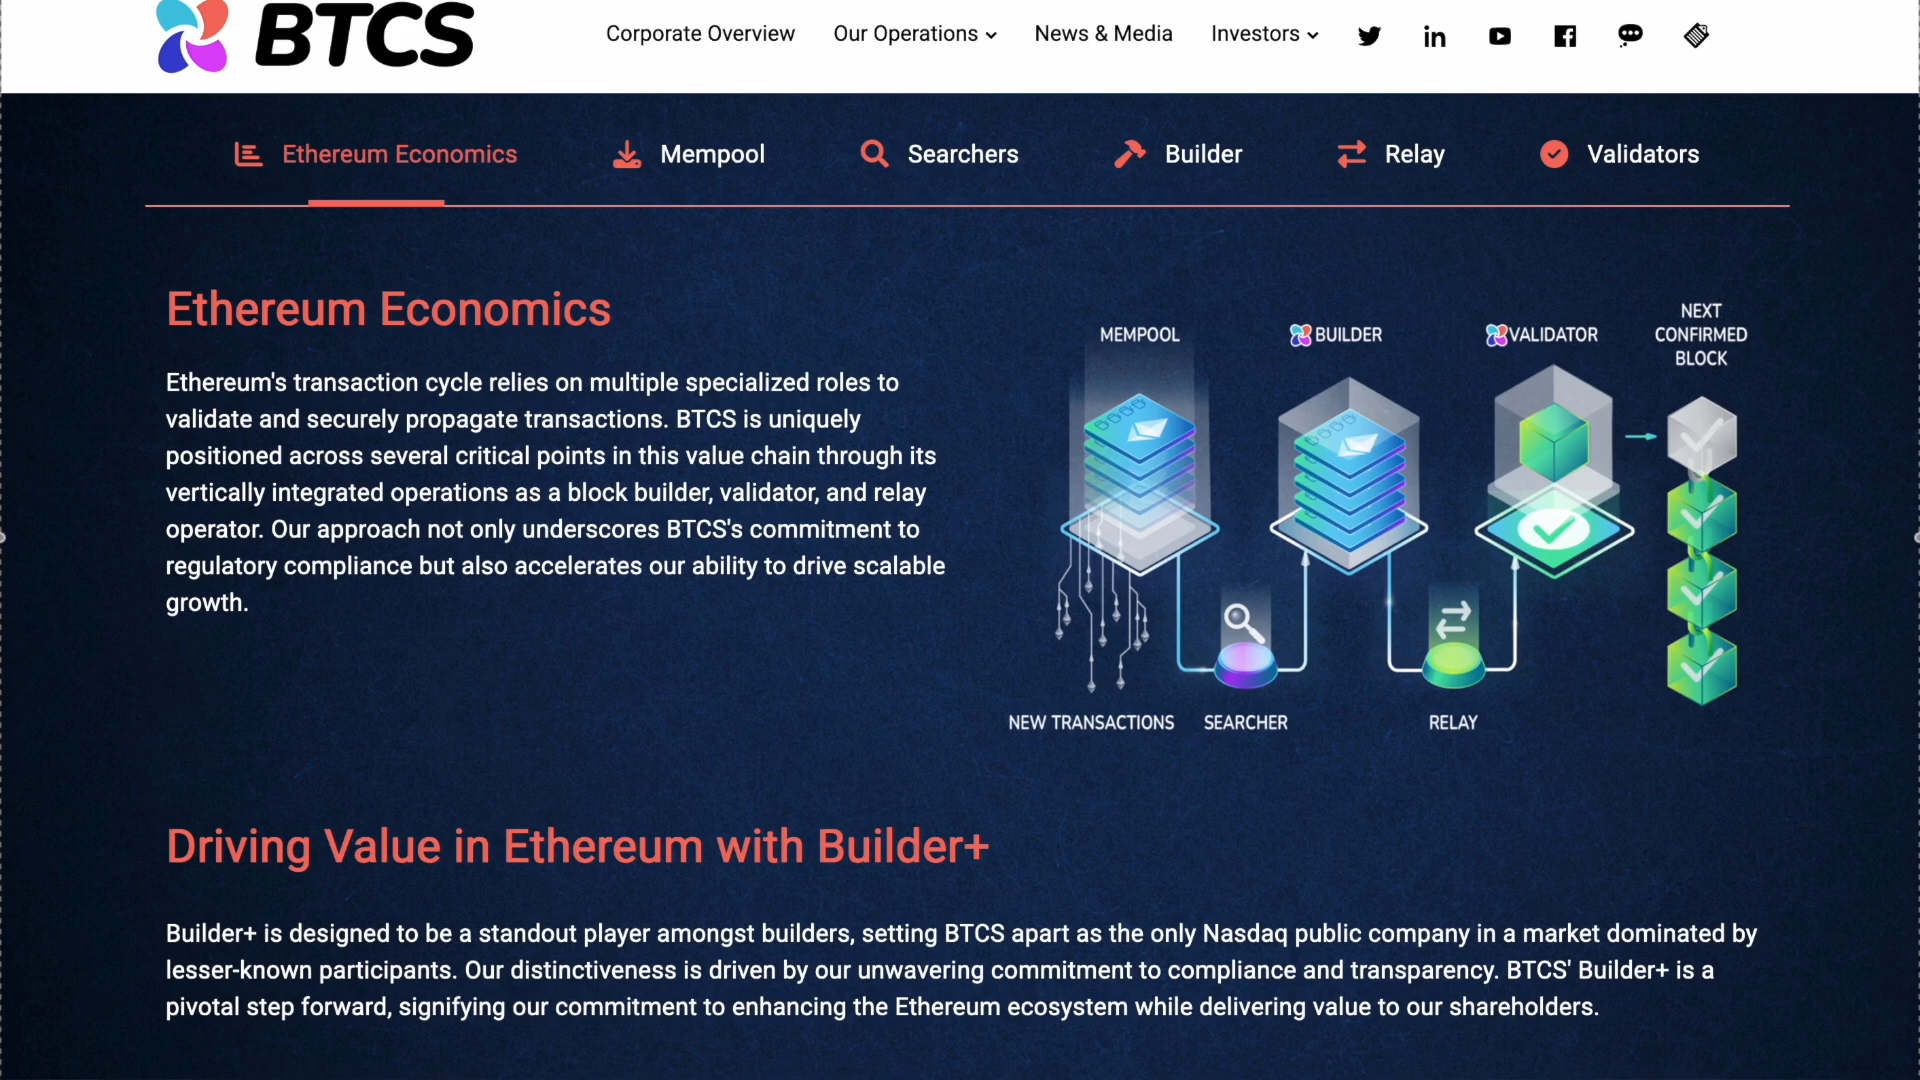 BTCS
Corporate Overview
Our Operations
News & Media
Investors
Ethereum Economics
Mempool
Searchers
Builder
Relay
Validators
Ethereum Economics
Ethereum's transaction cycle relies on multiple specialized roles to
validate and securely propagate transactions. BTCS is uniquely
positioned across several critical points in this value chain through its
vertically integrated operations as a block builder, validator, and relay
operator. Our approach not only underscores BTCS's commitment to
regulatory compliance but also accelerates our ability to drive scalable
growth.
MEMPOOL
BUILDER
VALIDATOR
NEXT
CONFIRMED
BLOCK
NEW TRANSACTIONS
SEARCHER
RELAY
Driving Value in Ethereum with Builder+
Builder+ is designed to be a standout player amongst builders, setting BTCS apart as the only Nasdaq public company in a market dominated by
lesser-known participants. Our distinctiveness is driven by our unwavering commitment to compliance and transparency. BTCS' Builder+ is a
pivotal step forward, signifying our commitment to enhancing the Ethereum ecosystem while delivering value to our shareholders.